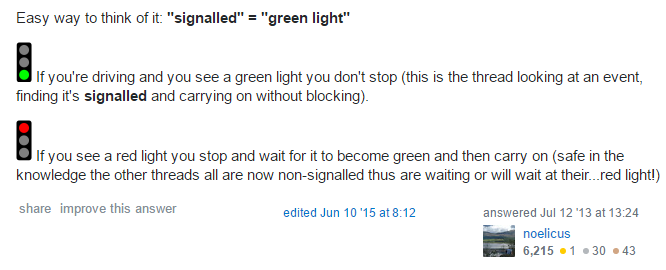 Easy way to think of it: "signalled" = "green light"
If you're driving and you see a green light you don't stop (this is the thread looking at an event,
finding it's signalled and carrying on without blocking).
If you see a red light you stop and wait for it to become green and then carry on (safe in the
knowledge the other threads all are now non-signalled thus are waiting or will wait at their...red light!)
share improve this answer
edited Jun 10 '15 at 8:12
answered Jul 12 '13 at 13:24
noelicus
6,215 ●1 ●30 ●43